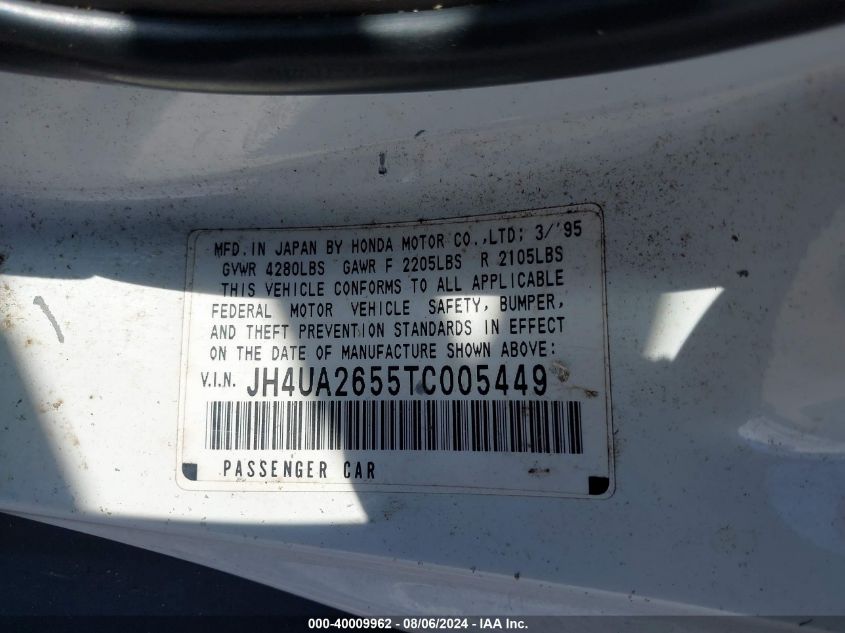 MFD. IN JAPAN BY HONDA MOTOR CO., LTD; 3/'95
GVWR 4280LBS GAWR F 2205LBS R 2105LBS
THIS VEHICLE CONFORMS TO ALL APPLICABLE
FEDERAL MOTOR VEHICLE SAFETY, BUMPER,
AND THEFT PREVENTION STANDARDS IN EFFECT
ON THE DATE OF MANUFACTURE SHOWN ABOVE:
V.I.N. JH4UA2655TC005449
PASSENGER CAR
000-40009962 - 08/06/2024 - IAA Inc.